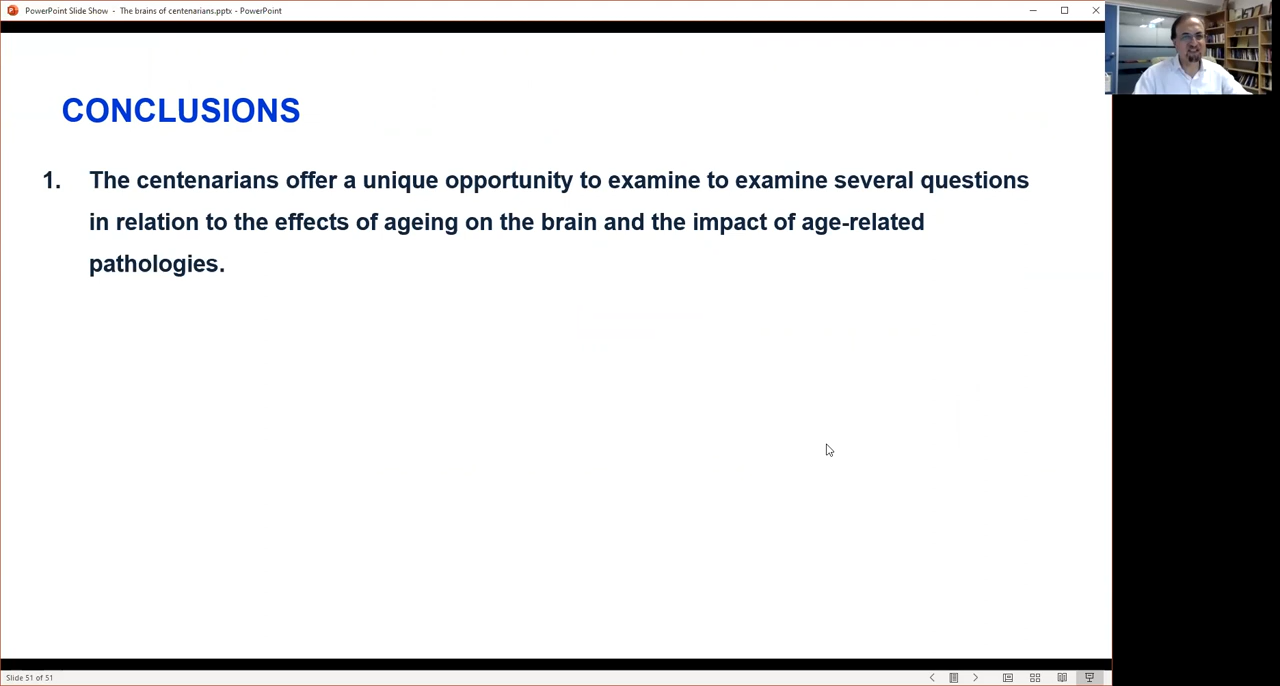 PowerPoint Slide Show - The brains of centenarians.pptx - PowerPoint
CONCLUSIONS
1. The centenarians offer a unique opportunity to examine to examine several questions
in relation to the effects of ageing on the brain and the impact of age-related
pathologies.
Slide 51 of 51